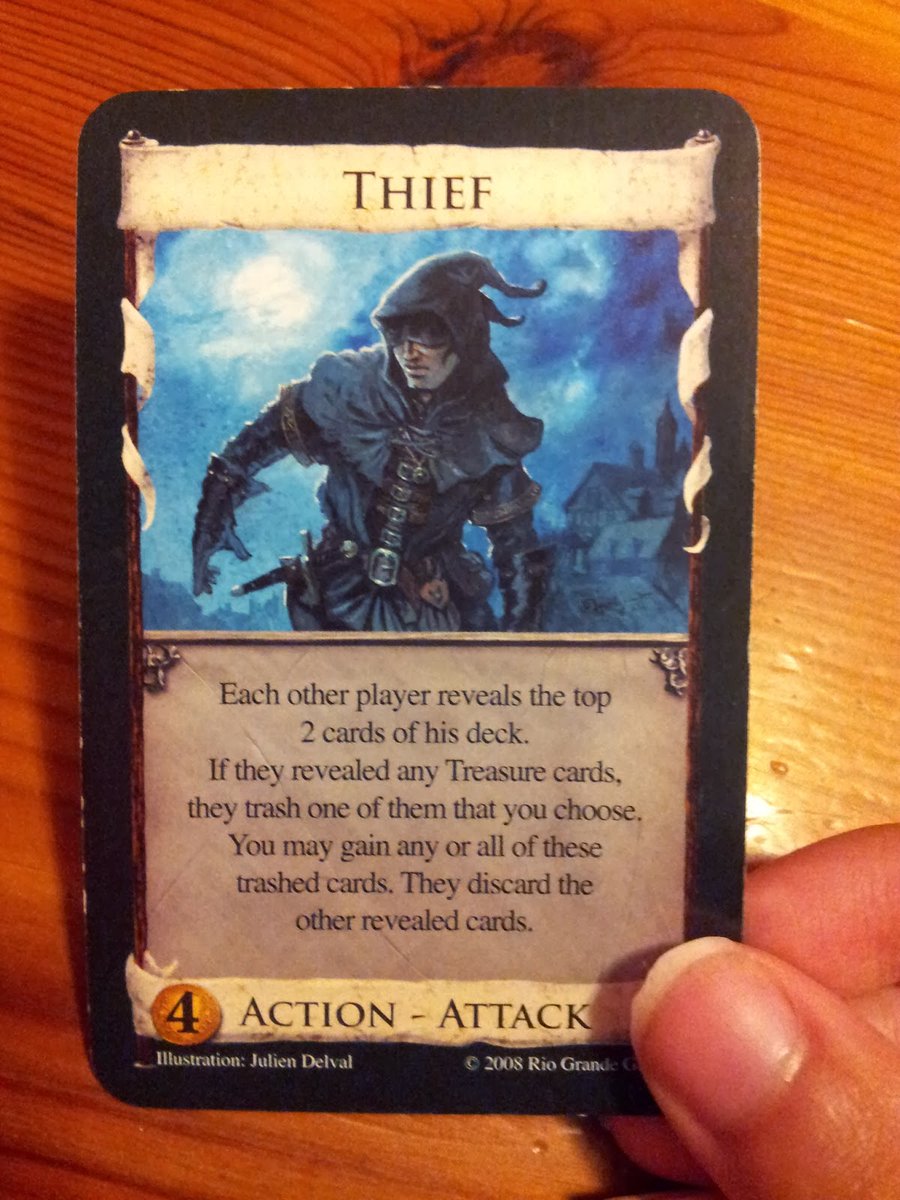 THIEF
Each other player reveals the top
2 cards of his deck.
If they revealed any Treasure cards,
they trash one of them that you choose.
You may gain any or all of these
trashed cards. They discard the
other revealed cards.
4 ACTION - ATTACK
Illustration: Julien Delval © 2008 Rio Grande